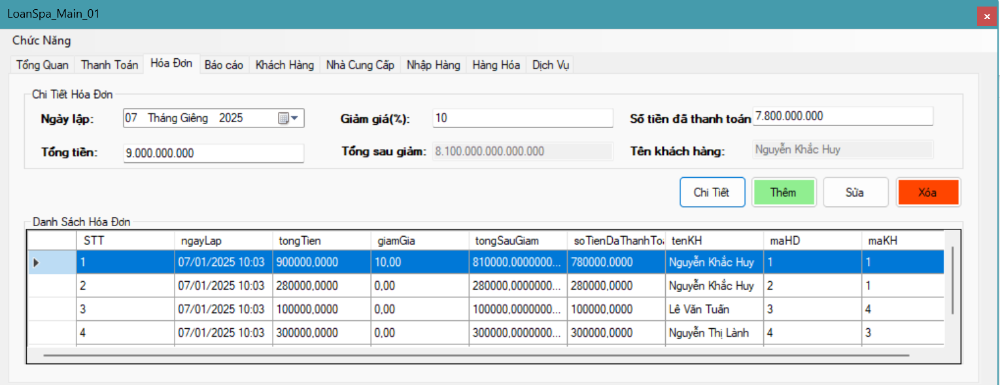 LoanSpa_Main_01
Chức Năng
Tổng Quan Thanh Toán Hóa Đơn Báo cáo Khách Hàng Nhà Cung Cấp Nhập Hàng Hàng Hóa Dịch Vụ
Chi Tiết Hóa Đơn
Ngày lập: 07 Tháng Giêng 2025 Giảm giá(%): 10 Số tiền đã thanh toán 7.800.000.000
Tổng tiền: 9.000.000.000 Tổng sau giảm: 8.100.000.000.000.000 Tên khách hàng: Nguyễn Khắc Huy
Chi Tiết Thêm Sửa Xóa
Danh Sách Hóa Đơn
STT ngayLap tongTien giamGia tongSauGiam soTienDaThanhToa tenKH maHD maKH
1 07/01/2025 10:03 900000,0000 10,00 810000,0000000... 780000,0000 Nguyễn Khắc Huy 1 1
2 07/01/2025 10:03 280000,0000 0,00 280000,0000000... 280000,0000 Nguyễn Khắc Huy 2 1
3 07/01/2025 10:03 100000,0000 0,00 100000,0000000... 100000,0000 Lê Văn Tuấn 3 4
4 07/01/2025 10:03 300000,0000 0,00 300000,0000000... 300000,0000 Nguyễn Thị Lành 4 3